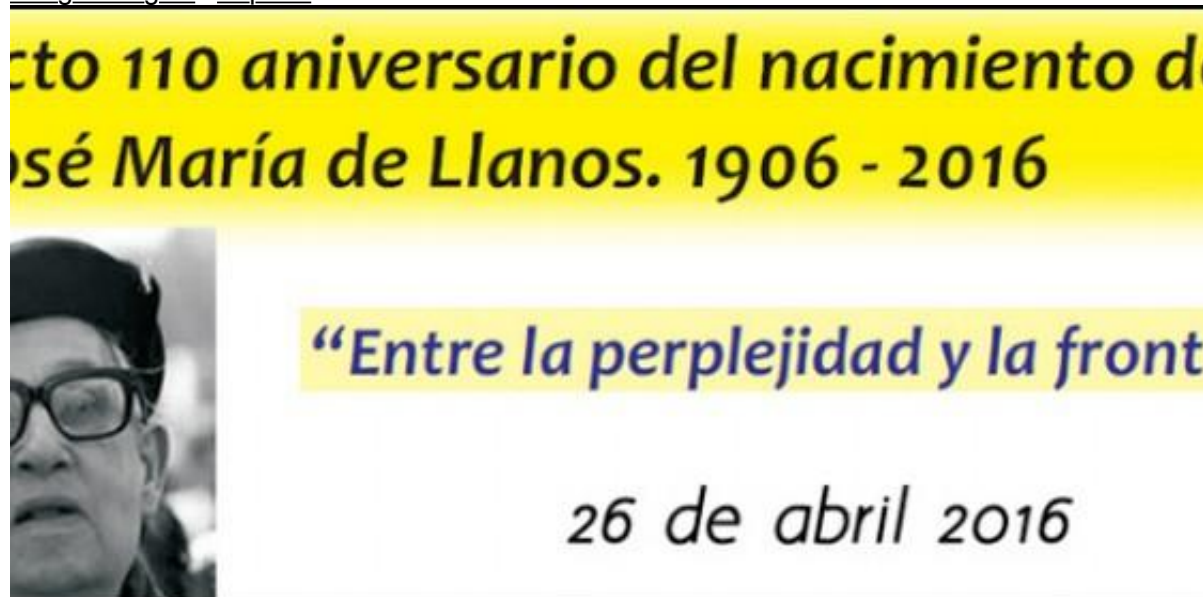 cto 110 aniversario del nacimiento d
osé María de Llanos. 1906 - 2016
“Entre la perplejidad y la front
26 de abril 2016